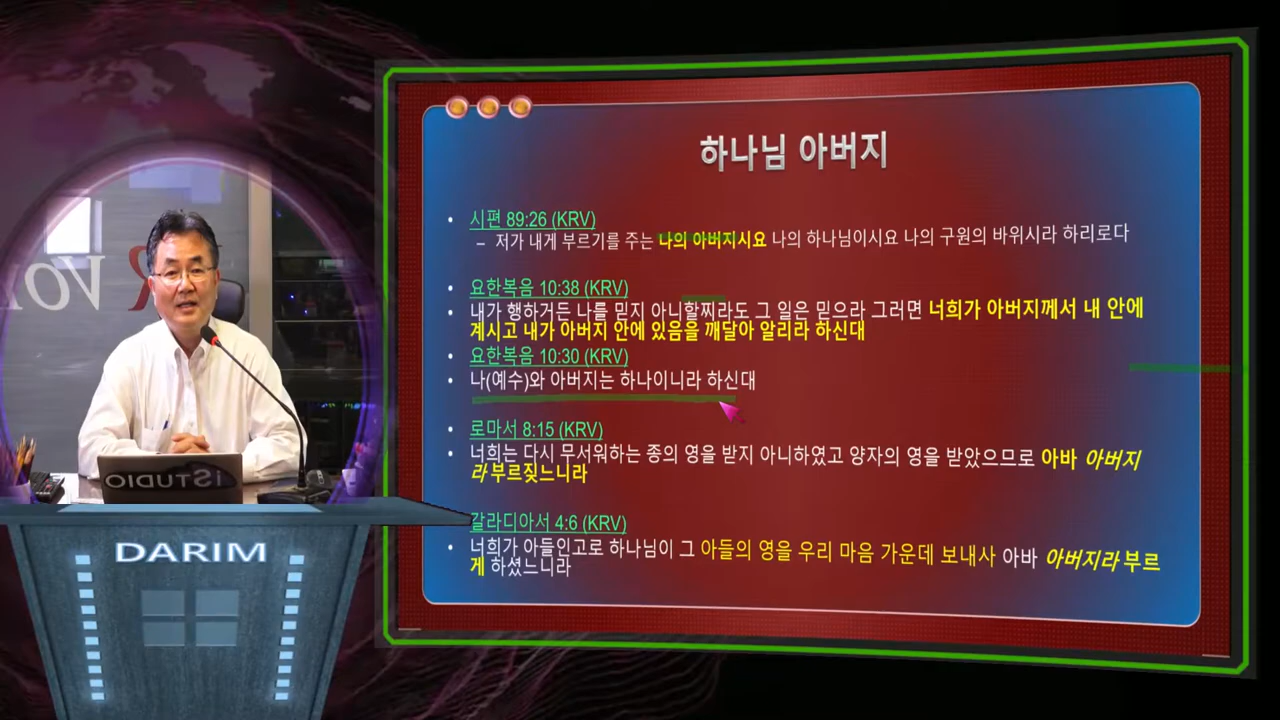 하나님 아버지
• 시편 89:26 (KRV)
– 저가 내게 부르기를 주는 나의 아버지시요 나의 하나님이시요 나의 구원의 바위시라 하리로다
• 요한복음 10:38 (KRV)
• 내가 행하거든 나를 믿지 아니할찌라도 그 일은 믿으라 그러면 너희가 아버지께서 내 안에
계시고 내가 아버지 안에 있음을 깨달아 알리라 하신대
• 요한복음 10:30 (KRV)
• 나(예수)와 아버지는 하나이니라 하신대
• 로마서 8:15 (KRV)
• 너희는 다시 무서워하는 종의 영을 받지 아니하였고 양자의 영을 받았으므로 아바 아버지
라 부르짖느니라
갈라디아서 4:6 (KRV)
• 너희가 아들인고로 하나님이 그 아들의 영을 우리 마음 가운데 보내사 아바 아버지라 부르
게 하셨느니라
VOV
iSTUDIO
DARIM